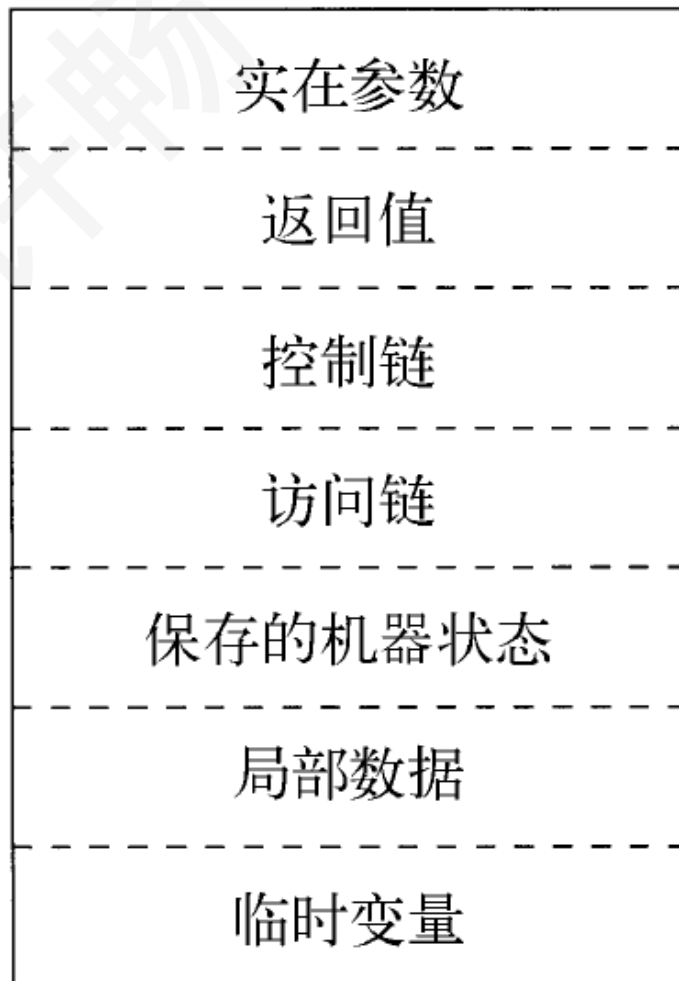 实在参数
返回值
控制链
访问链
保存的机器状态
局部数据
临时变量